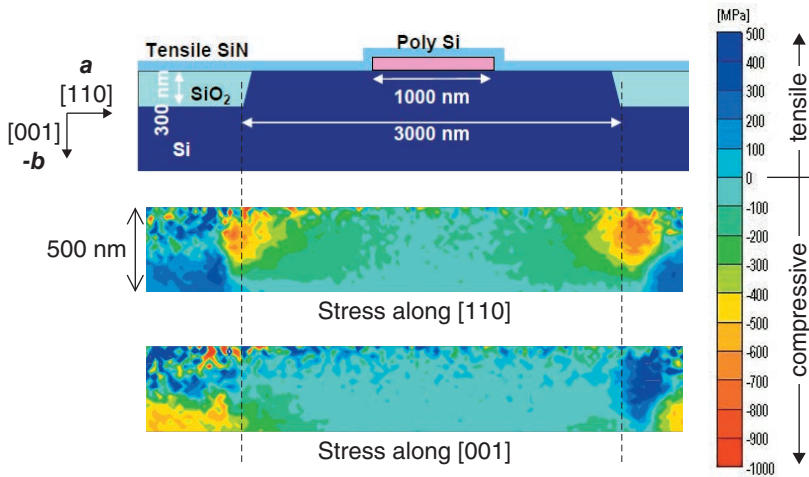 Tensile SiN
Poly Si
a
[110]
[001]
-b
300 nm
SiO2
1000 nm
3000 nm
Si
500 nm
Stress along [110]
Stress along [001]
[MPa]
500
400
300
200
100
0
-100
-200
-300
-400
-500
-600
-700
-800
-900
-1000
tensile
compressive